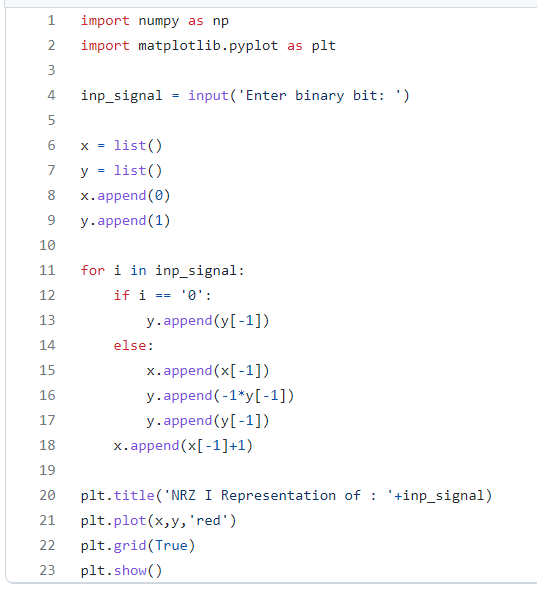 1 import numpy as np
2 import matplotlib.pyplot as plt
3
4 inp_signal = input('Enter binary bit: ')
5
6 x = list()
7 y = list()
8 x.append(0)
9 y.append(1)
10
11 for i in inp_signal:
12     if i == '0':
13         y.append(y[-1])
14     else:
15         x.append(x[-1])
16         y.append(-1*y[-1])
17         y.append(y[-1])
18     x.append(x[-1]+1)
19
20 plt.title('NRZ I Representation of : '+inp_signal)
21 plt.plot(x,y,'red')
22 plt.grid(True)
23 plt.show()